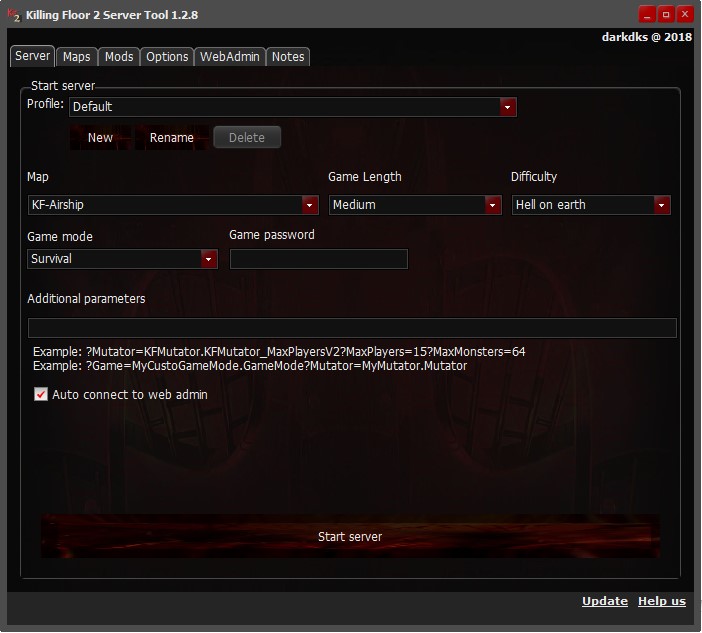 KF2 Killing Floor 2 Server Tool 1.2.8
darkdks @ 2018
Server Maps Mods Options WebAdmin Notes
Start server
Profile: Default
New Rename Delete
Map Game Length Difficulty
KF-Airship Medium Hell on earth
Game mode Game password
Survival
Additional parameters
Example: ?Mutator=KFMutator.KFMutator_MaxPlayersV2?MaxPlayers=15?MaxMonsters=64
Example: ?Game=MyCustoGameMode.GameMode?Mutator=MyMutator.Mutator
Auto connect to web admin
Start server
Update Help us